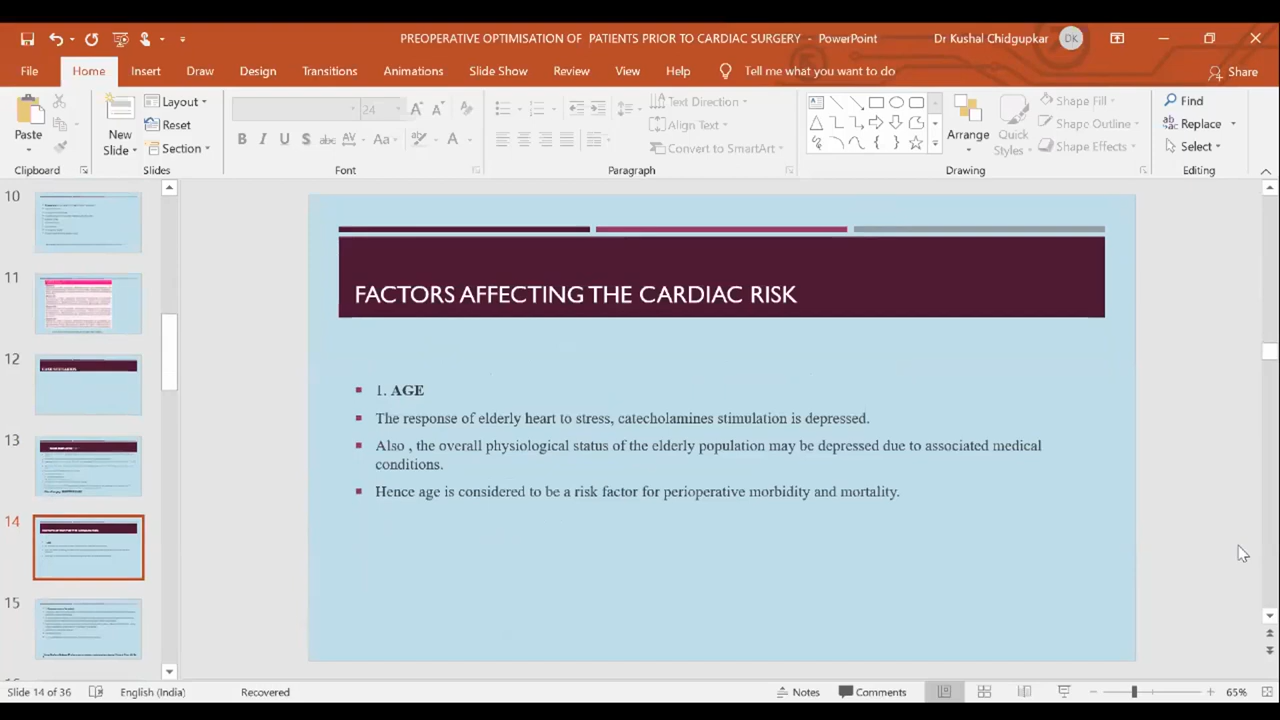 PREOPERATIVE OPTIMISATION OF PATIENTS PRIOR TO CARDIAC SURGERY - PowerPoint
Dr Kushal Chidgupkar
DK
File
Home
Insert
Draw
Design
Transitions
Animations
Slide Show
Review
View
Help
Tell me what you want to do
Share
Paste
Clipboard
New
Slide
Layout
Reset
Section
Slides
24
Font
Text Direction
Align Text
Convert to SmartArt
Paragraph
Arrange
Quick
Styles
Shape Fill
Shape Outline
Shape Effects
Drawing
Find
Replace
Select
Editing
10
11
12
CASE SCENARIOS
13
14
15
FACTORS AFFECTING THE CARDIAC RISK
1. AGE
The response of elderly heart to stress, catecholamines stimulation is depressed.
Also , the overall physiological status of the elderly population may be depressed due to associated medical
conditions.
Hence age is considered to be a risk factor for perioperative morbidity and mortality.
Slide 14 of 36
English (India)
Recovered
Notes
Comments
65%